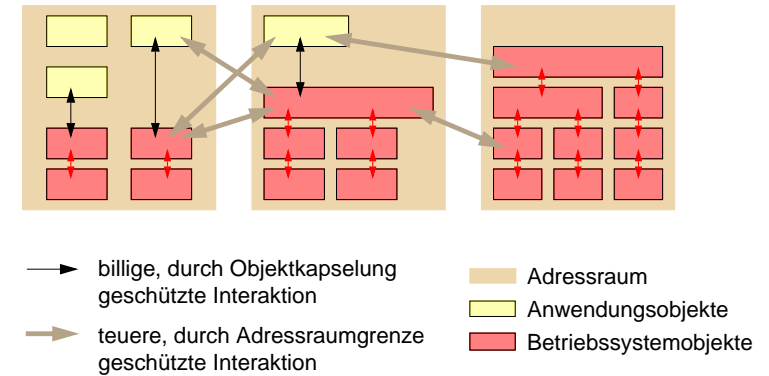 billige, durch Objektkapselung
geschützte Interaktion
teuere, durch Adressraumgrenze
geschützte Interaktion
Adressraum
Anwendungsobjekte
Betriebssystemobjekte